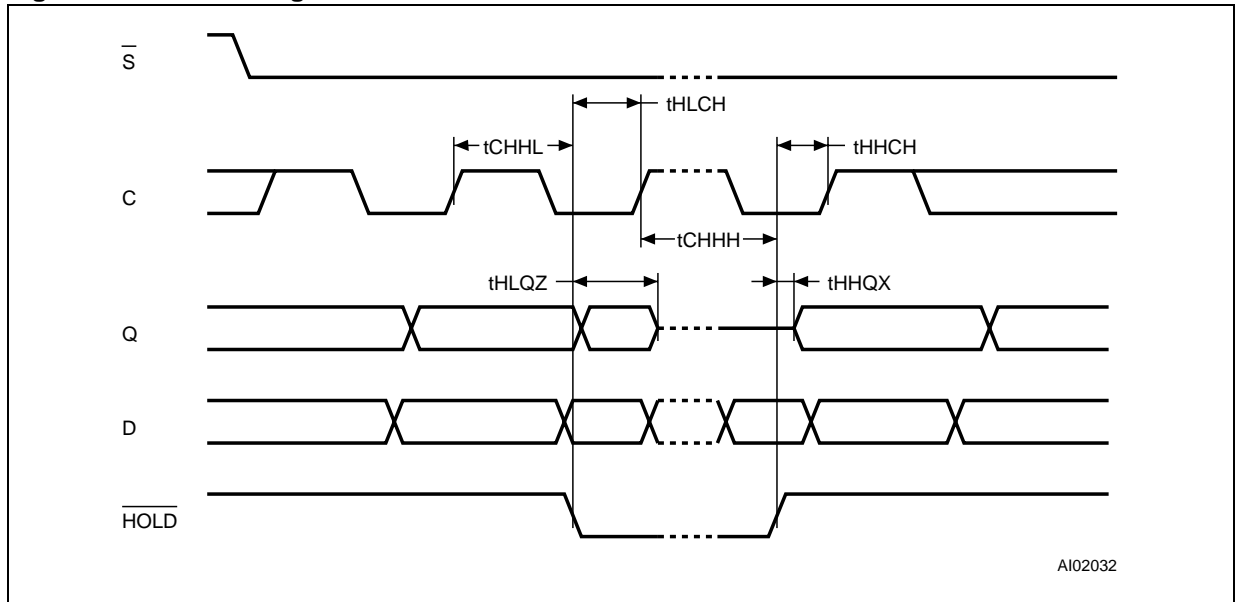 S
tHLCH
tCHHL
tHHCH
C
tCHHH
tHLQZ
tHHQX
Q
D
HOLD
AI02032